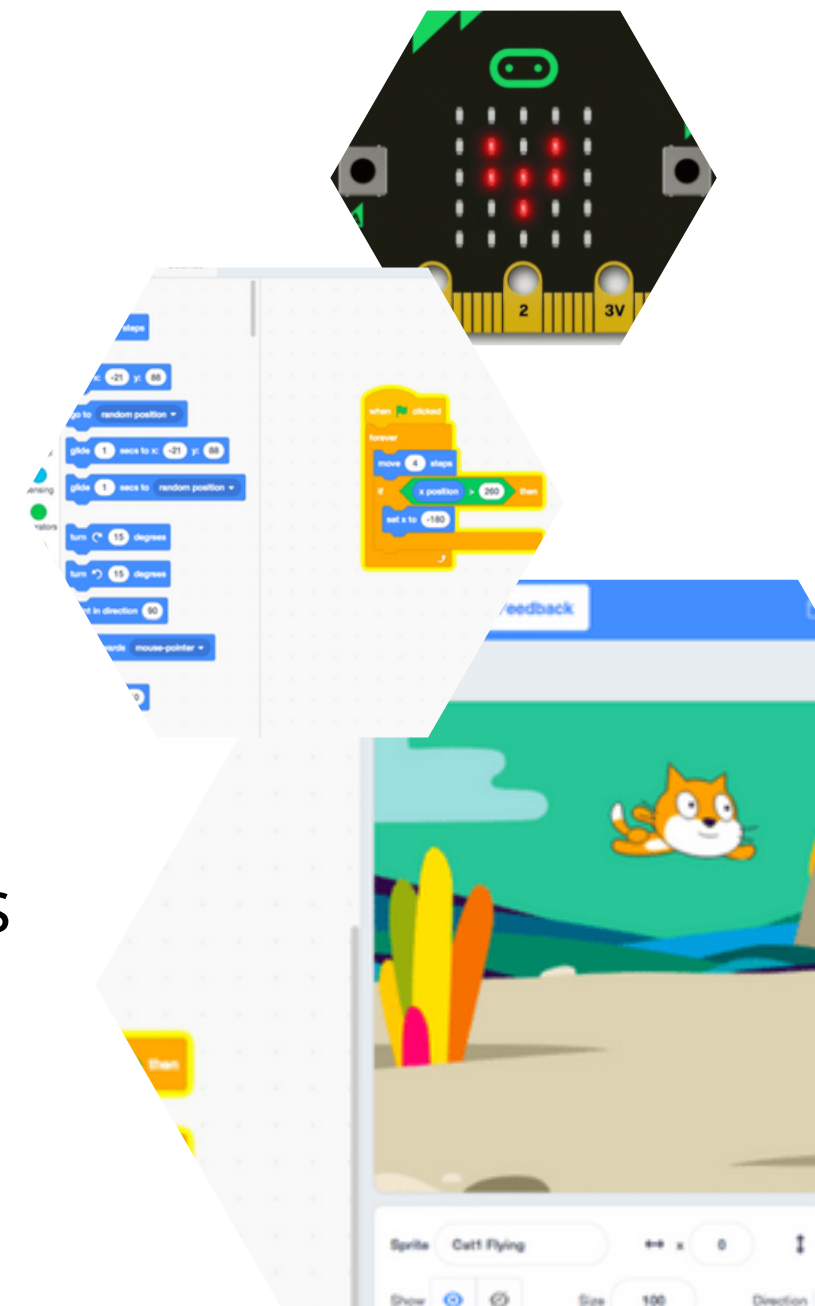 2 3V
steps
x: -21 y: 88
go to random position
glide 1 secs to x: -21 y: 88
glide 1 secs to random position
turn 15 degrees
turn 15 degrees
in direction 90
mouse-pointer
when clicked
forever
move 4 steps
if x position > 260 then
set x to -180
eedback
s
then
Sprite Cat1 Flying x 0
Show Size 100 Direction